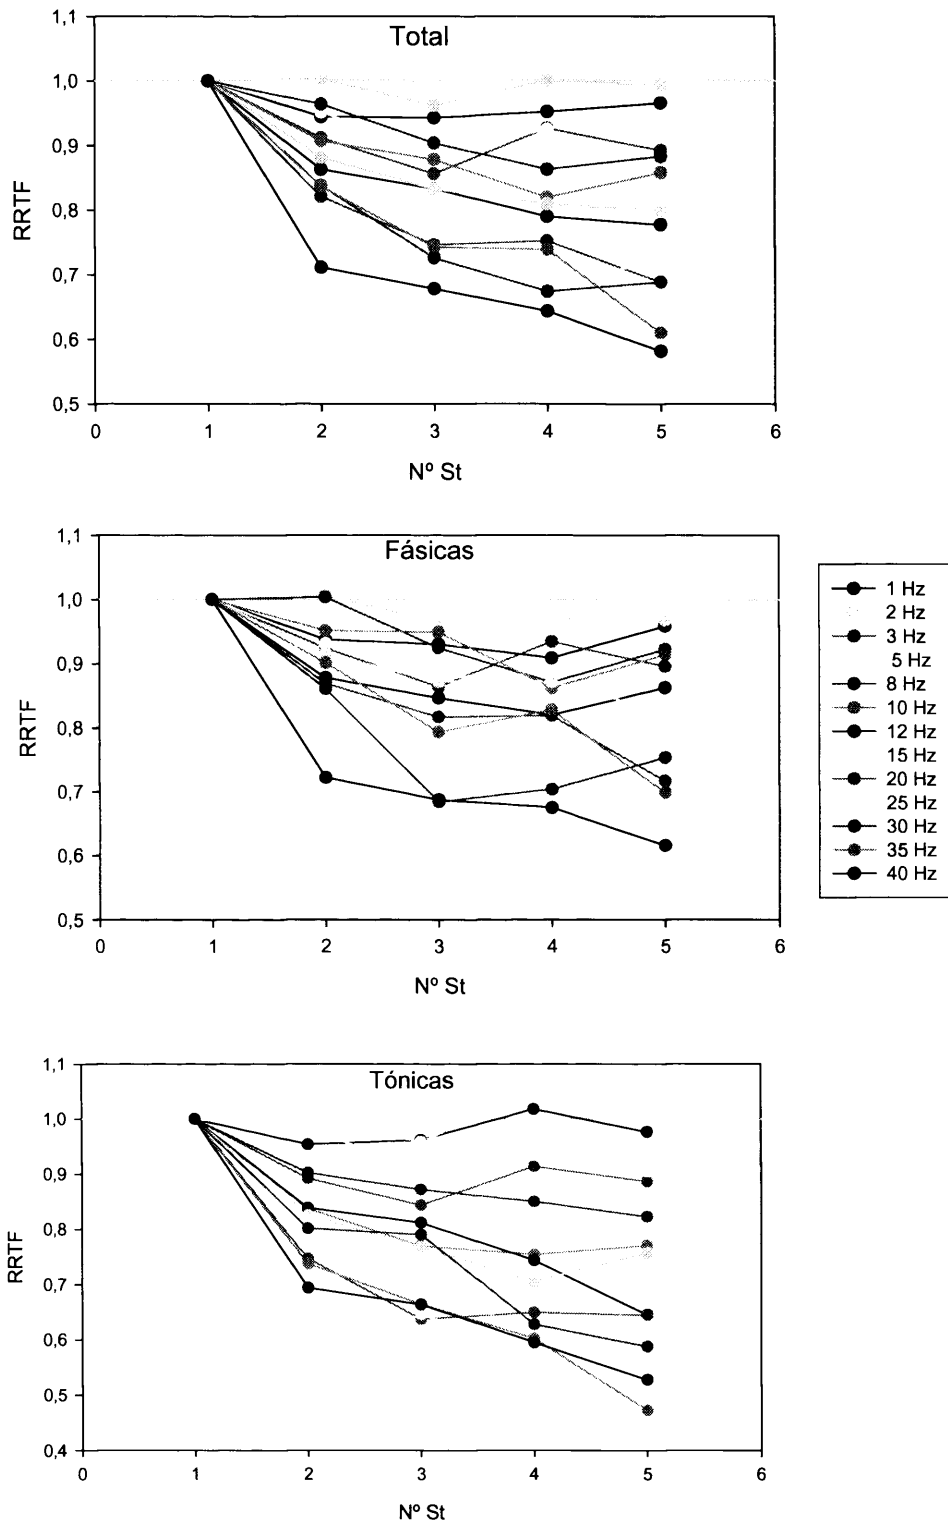 Total
1,1
1,0
0,9
0,8
0,7
0,6
0,5
RRTF
0 1 2 3 4 5 6
Nº St
Fásicas
1,1
1,0
0,9
0,8
0,7
0,6
0,5
RRTF
0 1 2 3 4 5 6
Nº St
1 Hz
2 Hz
3 Hz
5 Hz
8 Hz
10 Hz
12 Hz
15 Hz
20 Hz
25 Hz
30 Hz
35 Hz
40 Hz
Tónicas
1,1
1,0
0,9
0,8
0,7
0,6
0,5
0,4
RRTF
0 1 2 3 4 5 6
Nº St